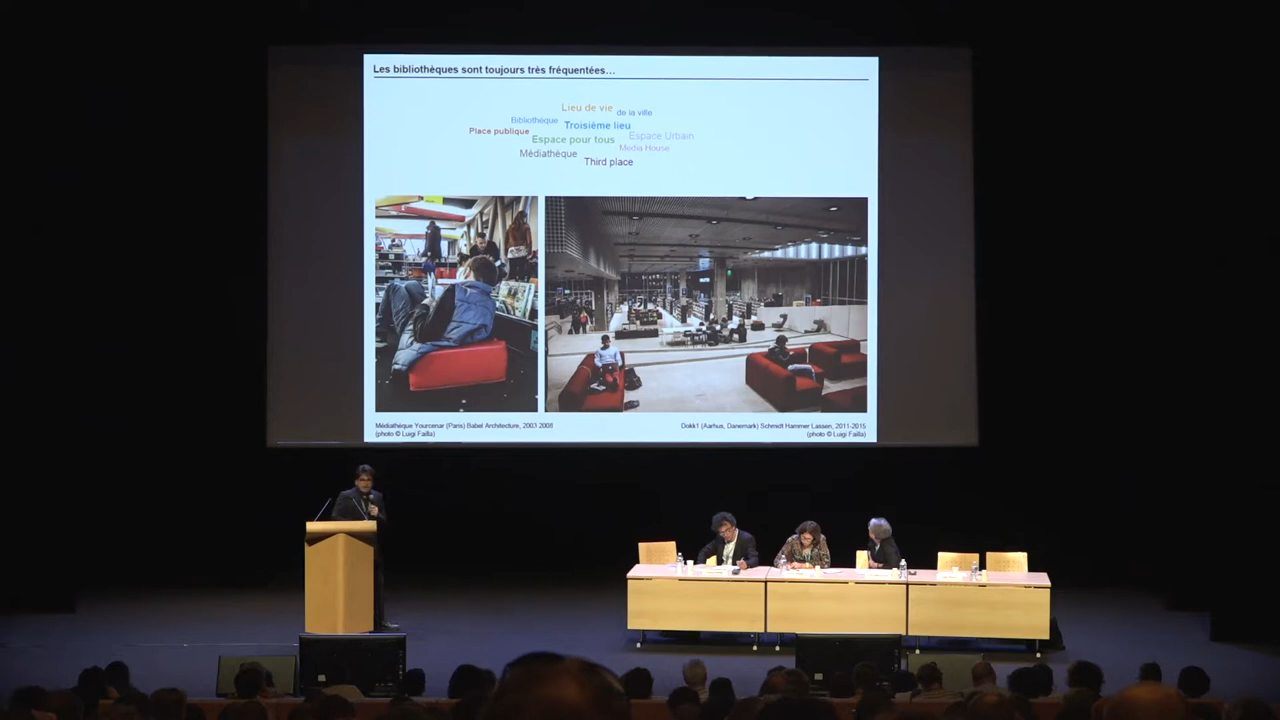 Les bibliothèques sont toujours très fréquentées…
Lieu de vie de la ville
Bibliothèque Troisième lieu
Place publique Espace pour tous Espace Urbain
Médiathèque Media House
Third place
Médiathèque Yourcenar (Paris) Babel Architecture, 2003-2008
(photo © Luigi Failla)
Dokk1 (Aarhus, Danemark) Schmidt Hammer Lassen, 2011-2015
(photo © Luigi Failla)